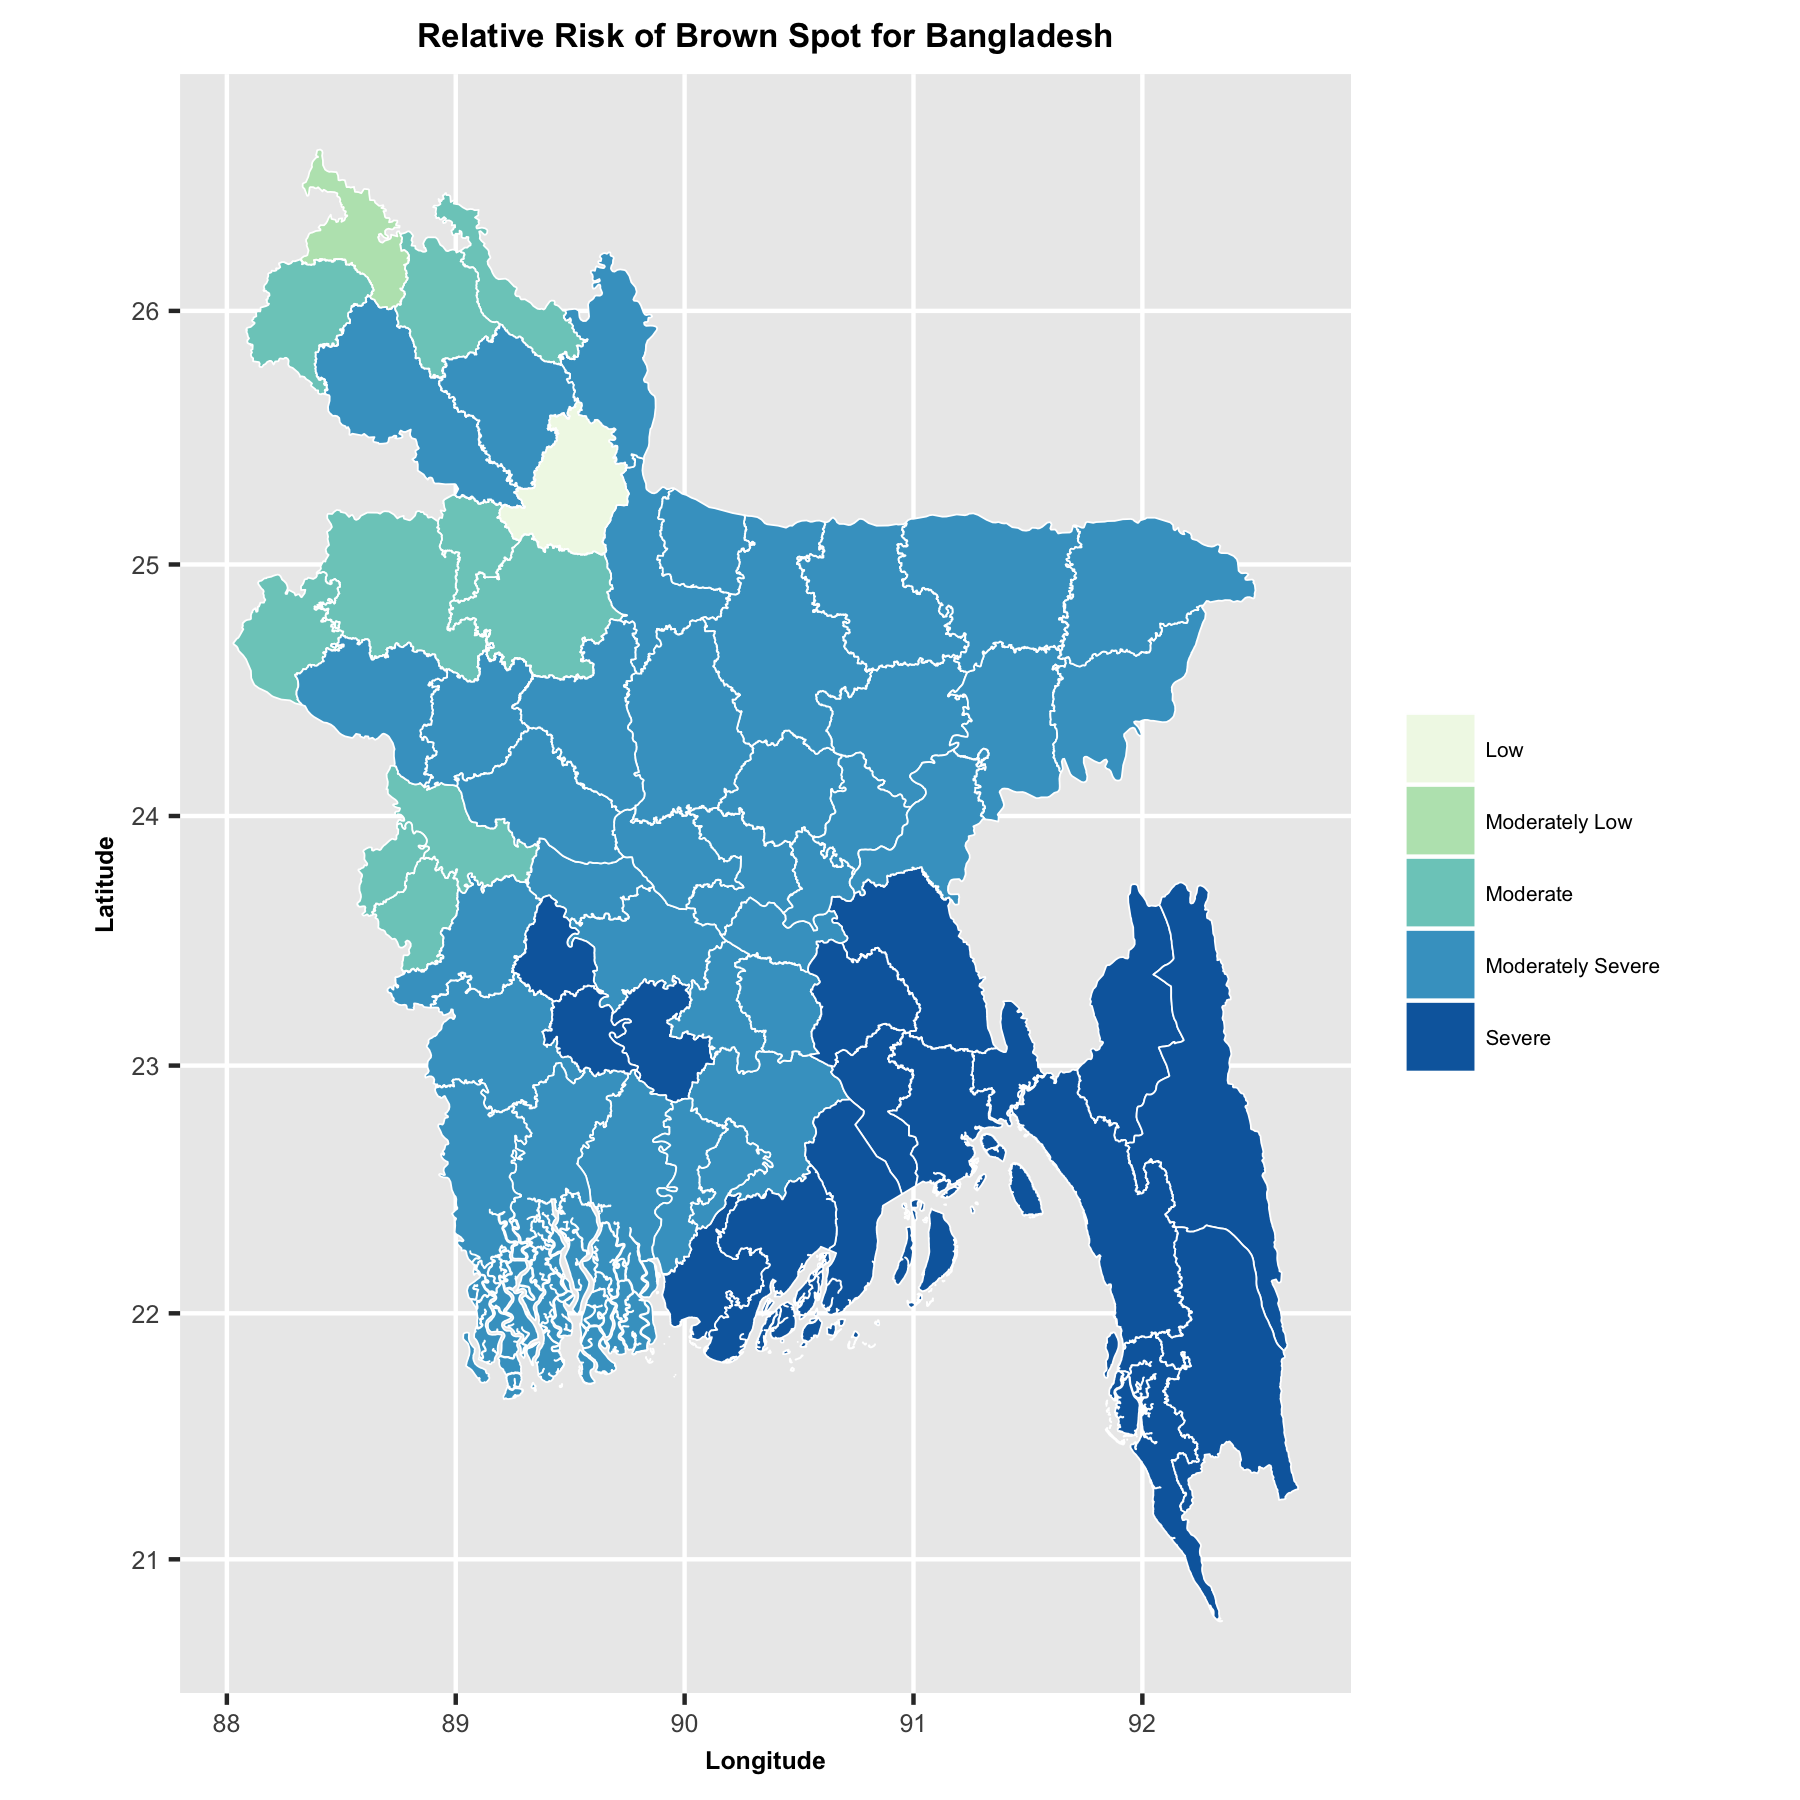 Relative Risk of Brown Spot for Bangladesh
26
25
24
23
22
21
Latitude
88 89 90 91 92
Longitude
Low
Moderately Low
Moderate
Moderately Severe
Severe